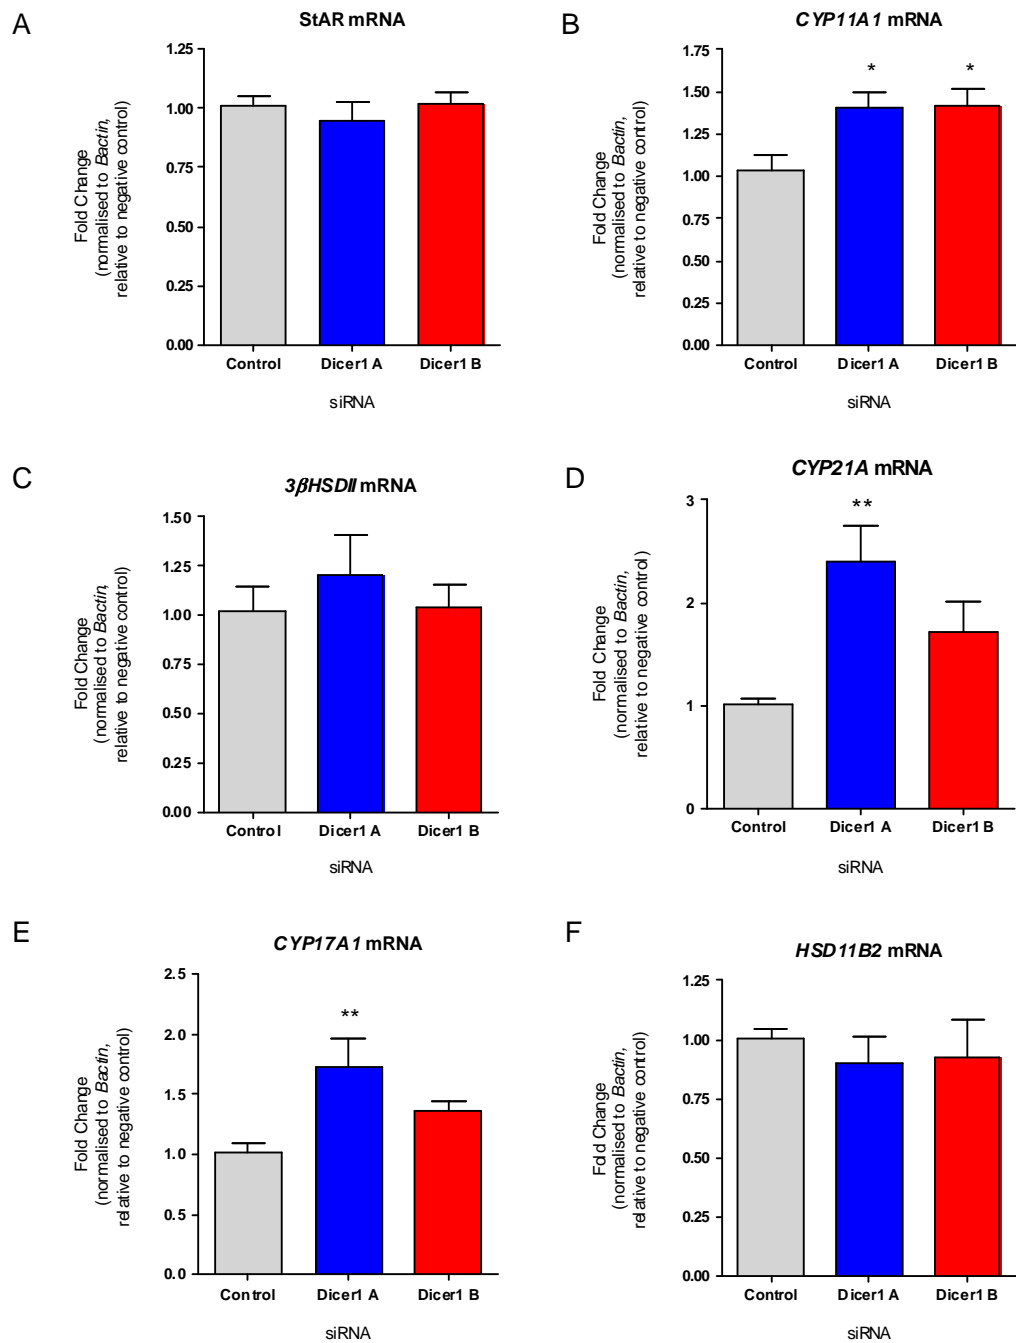 A
StAR mRNA
Fold Change
(normalised to Bactin,
relative to negative control)
1.25
1.00
0.75
0.50
0.25
0.00
Control Dicer1 A Dicer1 B
siRNA
B
CYP11A1 mRNA
Fold Change
(normalised to Bactin,
relative to negative control)
1.75
1.50
1.25
1.00
0.75
0.50
0.25
0.00
* *
Control Dicer1 A Dicer1 B
siRNA
C
3βHSDII mRNA
Fold Change
(normalised to Bactin,
relative to negative control)
1.50
1.25
1.00
0.75
0.50
0.25
0.00
Control Dicer1 A Dicer1 B
siRNA
D
CYP21A mRNA
Fold Change
(normalised to Bactin,
relative to negative control)
3
2
1
0
**
Control Dicer1 A Dicer1 B
siRNA
E
CYP17A1 mRNA
Fold Change
(normalised to Bactin,
relative to negative control)
2.5
2.0
1.5
1.0
0.5
0.0
**
Control Dicer1 A Dicer1 B
siRNA
F
HSD11B2 mRNA
Fold Change
(normalised to Bactin,
relative to negative control)
1.25
1.00
0.75
0.50
0.25
0.00
Control Dicer1 A Dicer1 B
siRNA